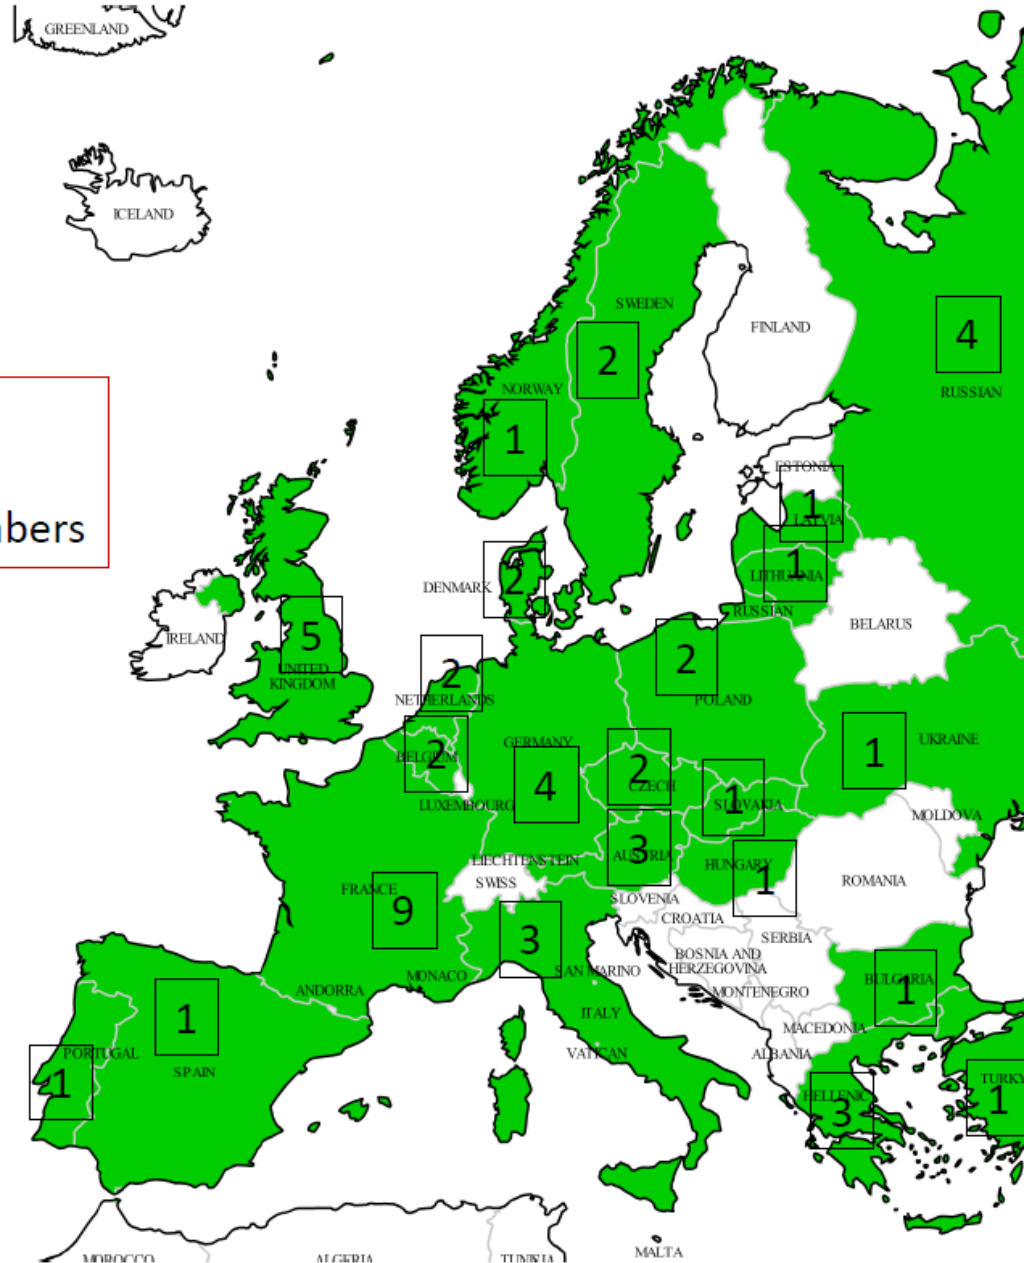 GREENLAND
ICELAND
SWEDEN
4
FINLAND
2
NORWAY
RUSSIAN
1
ESTONIA
1
LATVIA
mbers
2
1
DENMARK
LITHUANIA
RUSSIAN
5
IRELAND
BELARUS
UNITED
KINGDOM
2
2
NETHERLANDS
POLAND
GERMANY
UKRAINE
1
BELGIUM
2
2
CZECH
4
1
LUXEMBOURG
SLOVAKIA
MOLDOVA
3
AUSTRIA
LIECHTENSTEIN
HUNGARY
SWISS
1
ROMANIA
FRANCE
9
SLOVENIA
CROATIA
3
SERBIA
BOSNIA AND
HERZEGOVINA
MONACO
SAN MARINO
BULGARIA
1
ANDORRA
MONTENEGRO
1
ITALY
MACEDONIA
PORTUGAL
VATICAN
ALBANIA
SPAIN
1
TURKY
1
HELLENIC
3
MALTA
MOROCCO
ALGERIA
TUNISIA